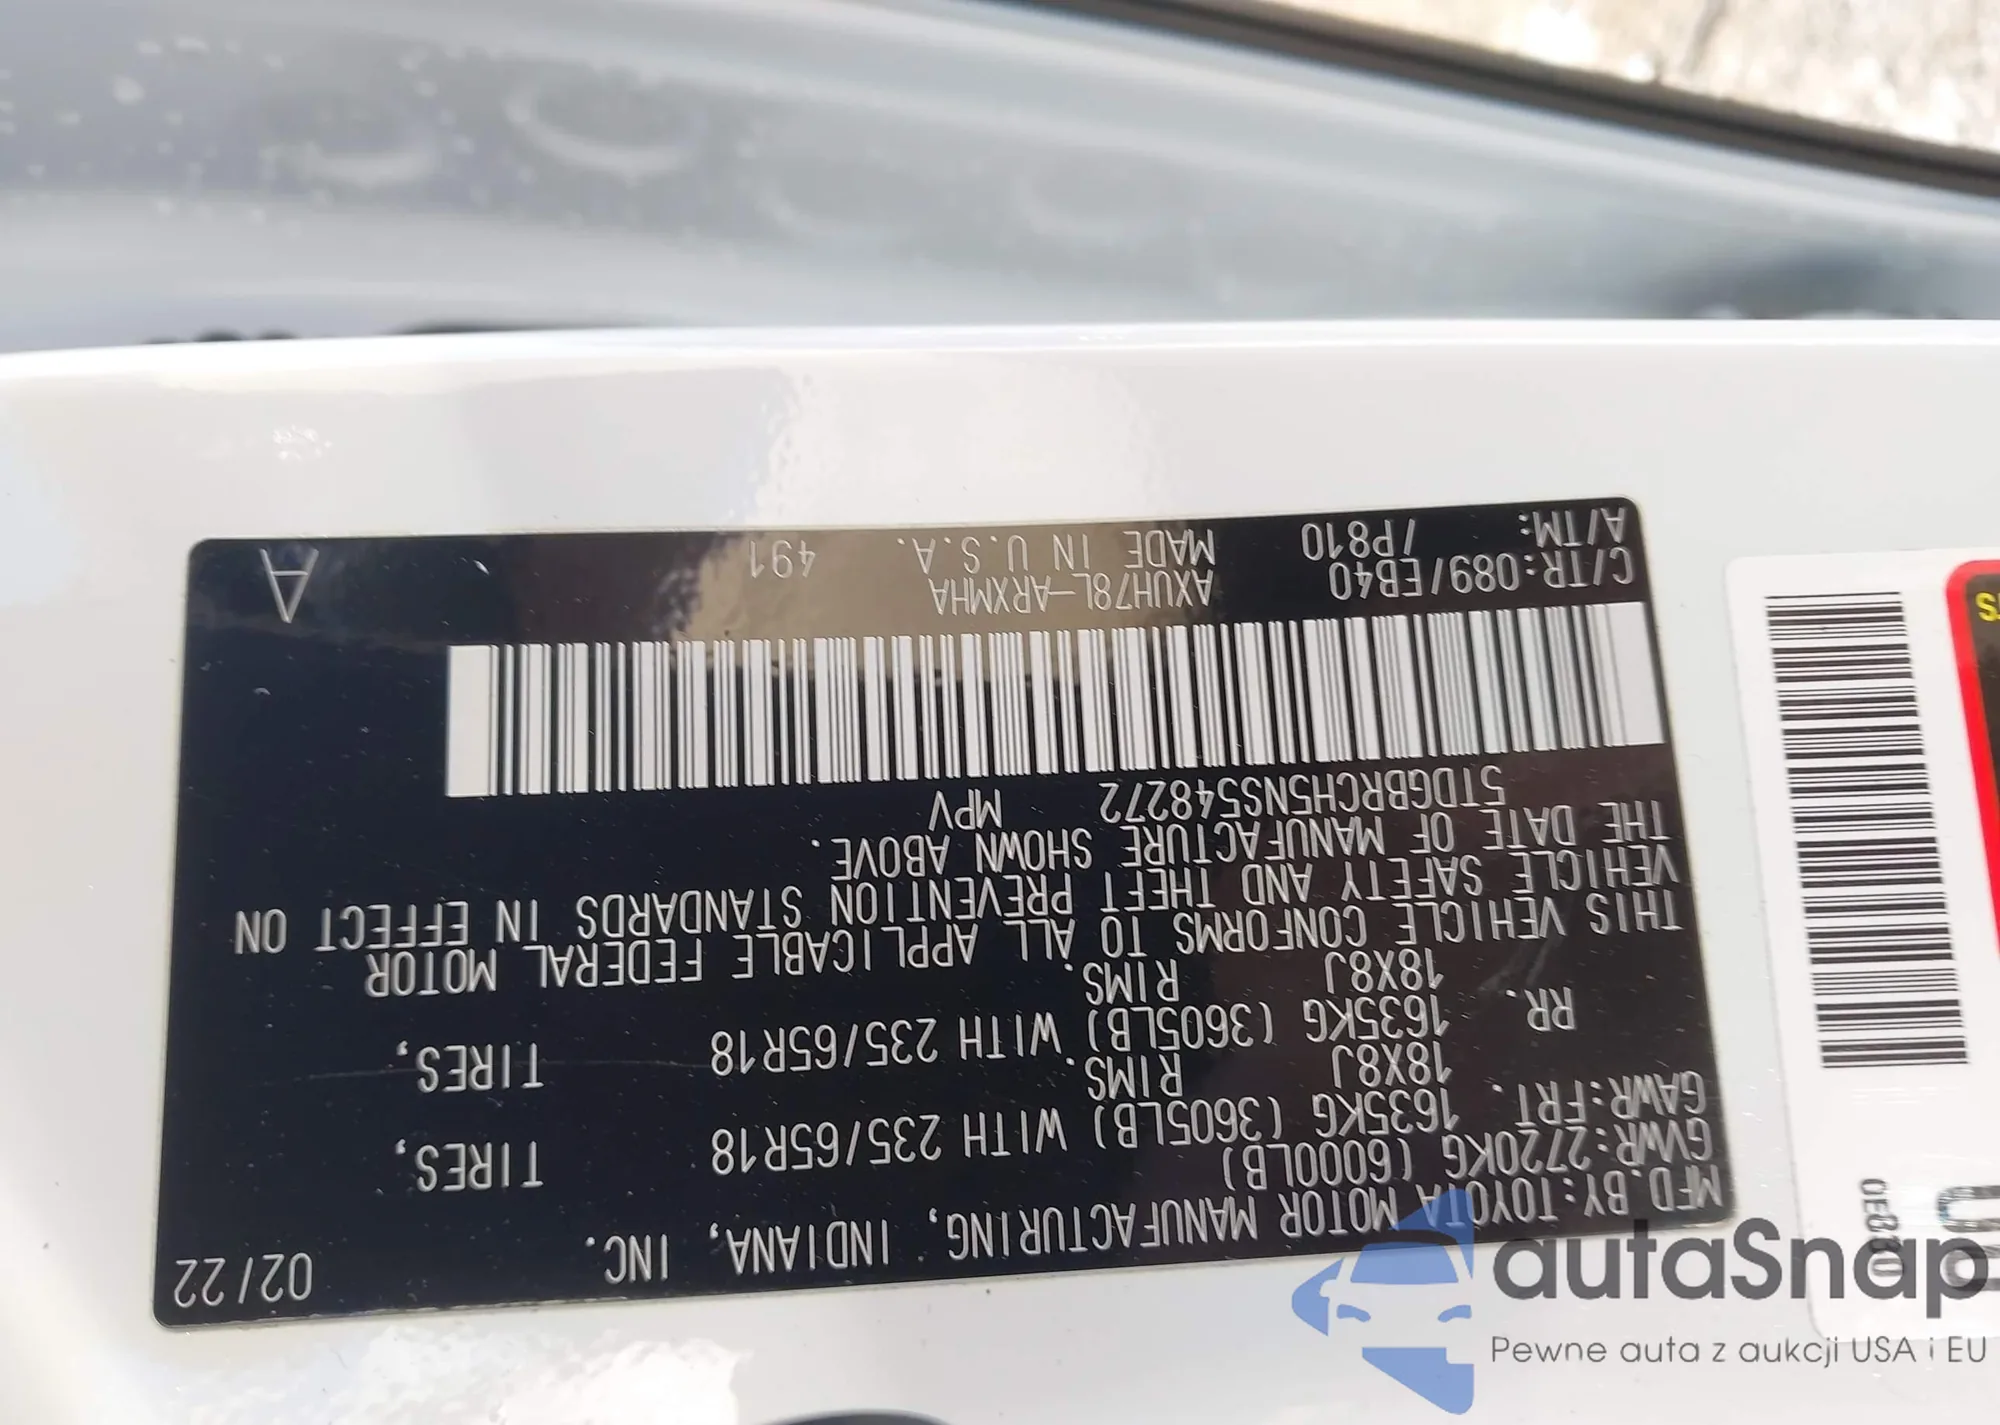 MFD.BY:TOYOTA MOTOR MANUFACTURING, INDIANA, INC. 02/22
GVWR:2720KG (6000LB)
GAWR:FRT. 1635KG (3605LB) WITH 235/65R18 TIRES,
18X8J RIMS.
RR. 1635KG (3605LB) WITH 235/65R18 TIRES,
18X8J RIMS.
THIS VEHICLE CONFORMS TO ALL APPLICABLE FEDERAL MOTOR
VEHICLE SAFETY AND THEFT PREVENTION STANDARDS IN EFFECT ON
THE DATE OF MANUFACTURE SHOWN ABOVE.
5TDGBRCH5NS548272 MPV
C/TR:089/EB40 AXUH78L-ARXMHA A
A/TM: /P810 MADE IN U.S.A. 491
0E830
autaSnap
Pewne auta z aukcji USA i EU